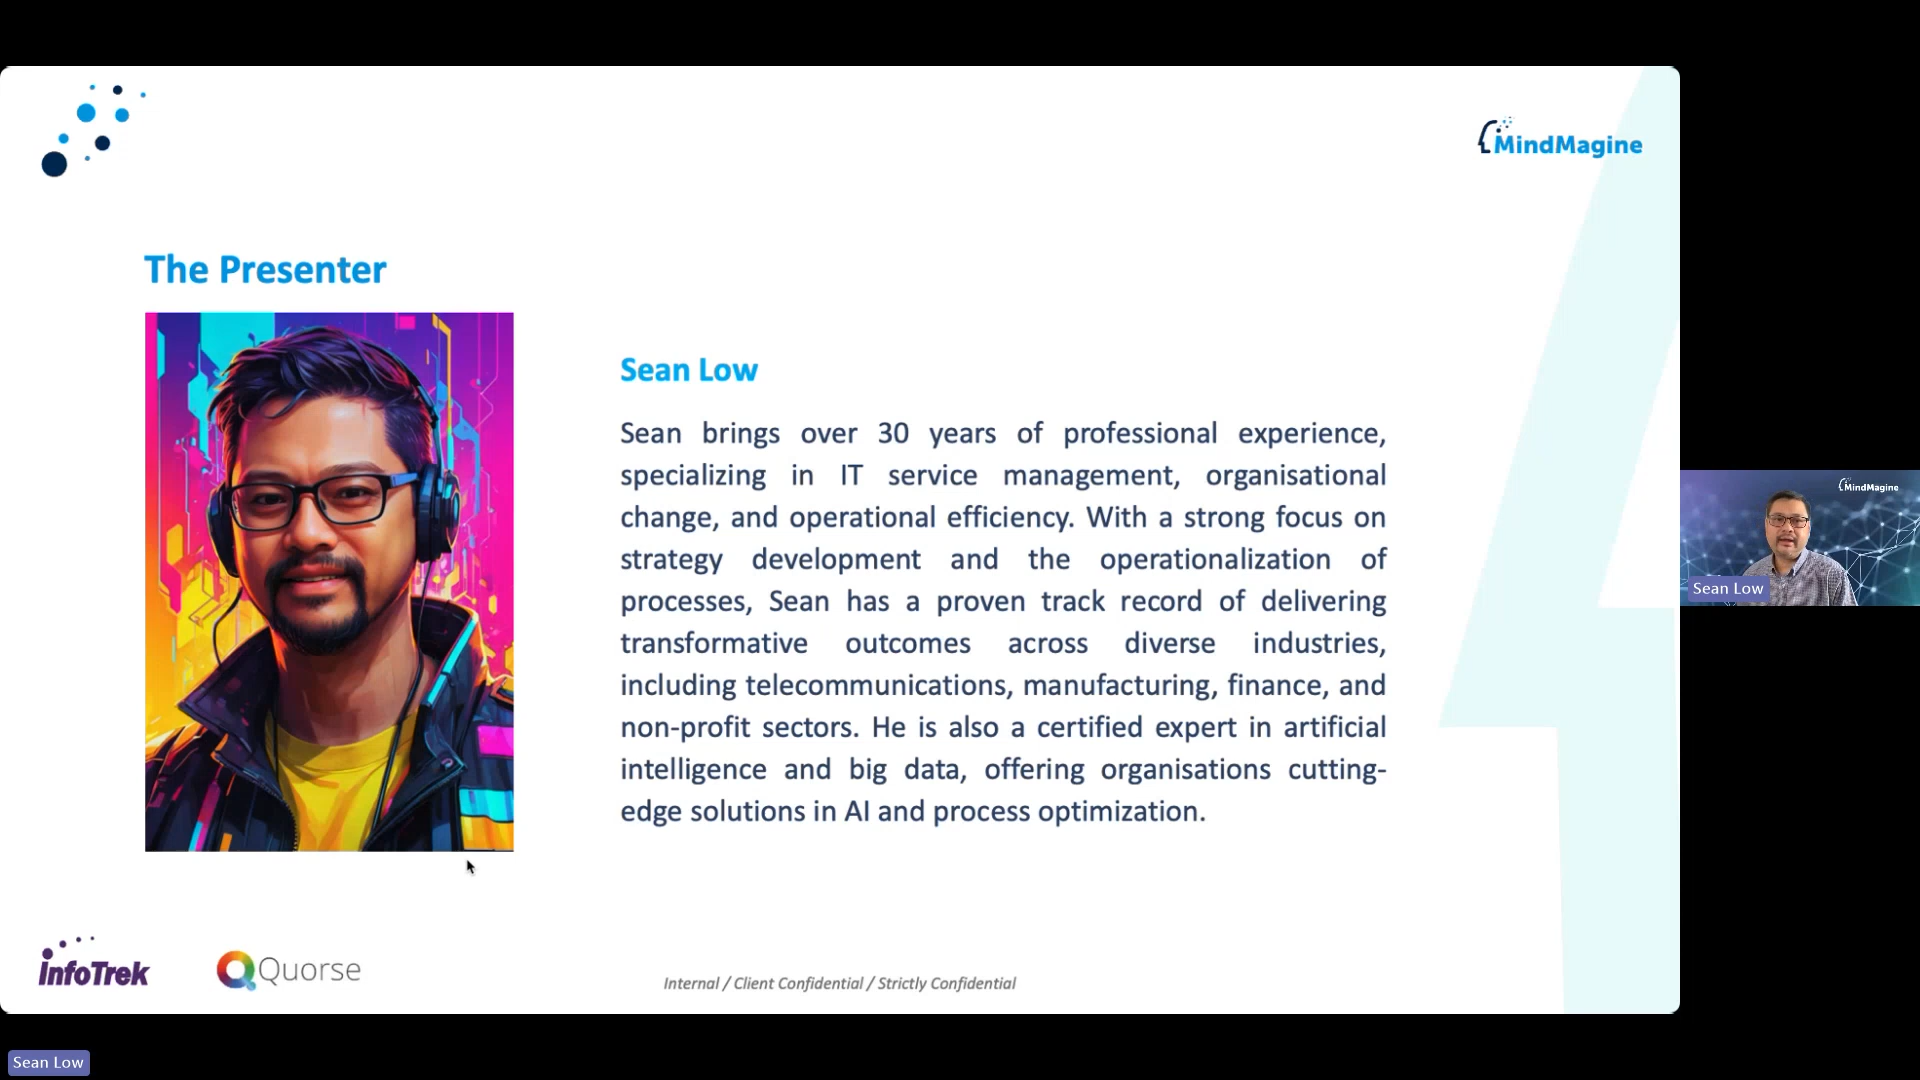 MindMagine
The Presenter
Sean Low
Sean brings over 30 years of professional experience,
specializing in IT service management, organisational
change, and operational efficiency. With a strong focus on
strategy development and the operationalization of
processes, Sean has a proven track record of delivering
transformative outcomes across diverse industries,
including telecommunications, manufacturing, finance, and
non-profit sectors. He is also a certified expert in artificial
intelligence and big data, offering organisations cutting-
edge solutions in AI and process optimization.
InfoTrek
Quorse
Internal / Client Confidential / Strictly Confidential
MindMagine
Sean Low
Sean Low